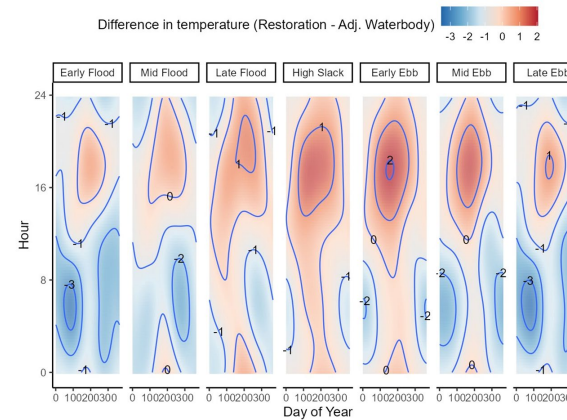 Difference in temperature (Restoration - Adj. Waterbody)
-3 -2 -1 0 1 2
Early Flood Mid Flood Late Flood High Slack Early Ebb Mid Ebb Late Ebb
24
16
8
0
Hour
-1 -1 -1 -3 -1
0 -2 0
-1 -1 1 -1 -1
1 -1 -1
2 0 -2 -2 0
0 -2 -2 0
-1 1 -1 -3 -1
0 100200300 0 100200300 0 100200300 0 100200300 0 100200300 0 100200300 0 100200300
Day of Year